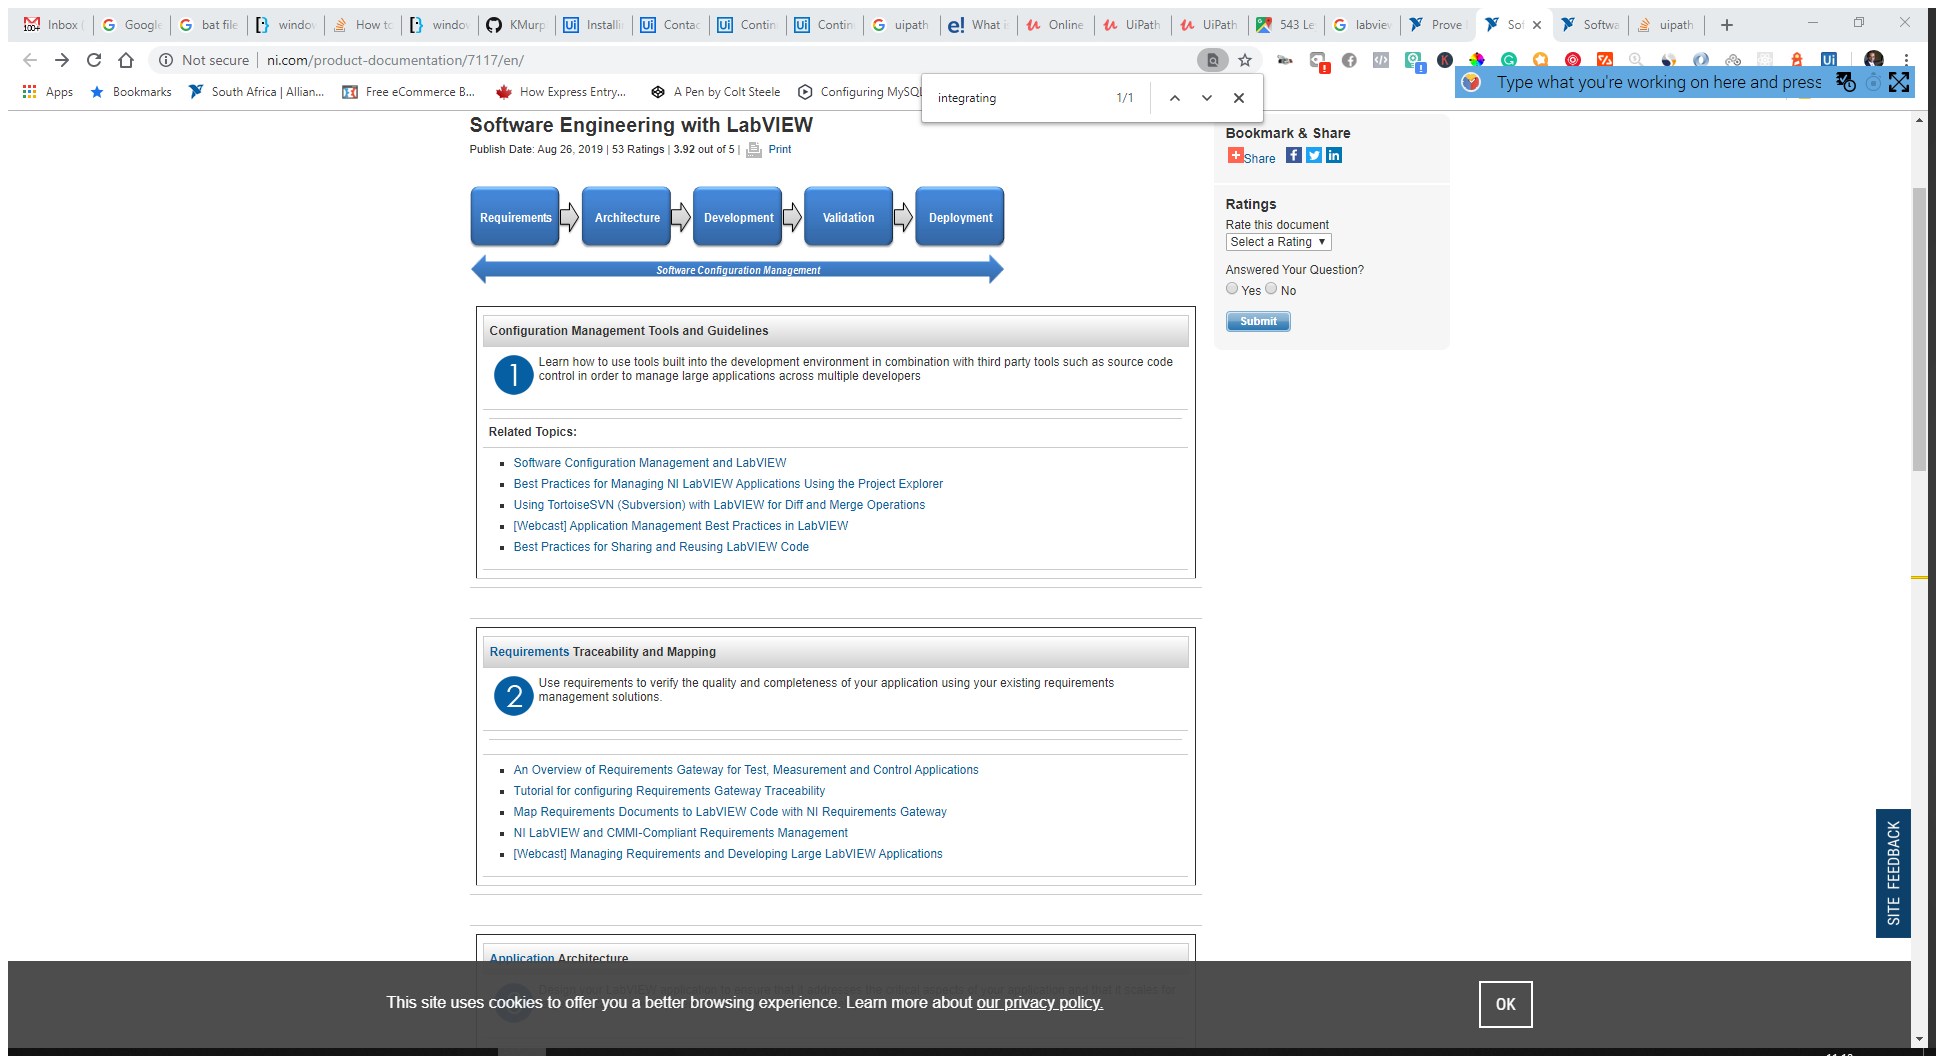 Inbox (
Google
bat file
window
How to
window
KMurp
Installin
Contac
Contin
Contin
uipath
What is
Online
UiPath
UiPath
543 Le
labview
Prove
Sof
Softwa
uipath
Not secure
ni.com/product-documentation/7117/en/
Apps
Bookmarks
South Africa | Allian...
Free eCommerce B...
How Express Entry...
A Pen by Colt Steele
Configuring MySQL
integrating
1/1
Type what you're working on here and press
Software Engineering with LabVIEW
Publish Date: Aug 26, 2019 | 53 Ratings | 3.92 out of 5 | Print
Requirements
Architecture
Development
Validation
Deployment
Software Configuration Management
Configuration Management Tools and Guidelines
1
Learn how to use tools built into the development environment in combination with third party tools such as source code
control in order to manage large applications across multiple developers
Related Topics:
Software Configuration Management and LabVIEW
Best Practices for Managing NI LabVIEW Applications Using the Project Explorer
Using TortoiseSVN (Subversion) with LabVIEW for Diff and Merge Operations
[Webcast] Application Management Best Practices in LabVIEW
Best Practices for Sharing and Reusing LabVIEW Code
Requirements Traceability and Mapping
2
Use requirements to verify the quality and completeness of your application using your existing requirements
management solutions.
An Overview of Requirements Gateway for Test, Measurement and Control Applications
Tutorial for configuring Requirements Gateway Traceability
Map Requirements Documents to LabVIEW Code with NI Requirements Gateway
NI LabVIEW and CMMI-Compliant Requirements Management
[Webcast] Managing Requirements and Developing Large LabVIEW Applications
Application Architecture
Bookmark & Share
Share
Ratings
Rate this document
Select a Rating
Answered Your Question?
Yes No
Submit
SITE FEEDBACK
This site uses cookies to offer you a better browsing experience. Learn more about our privacy policy.
OK